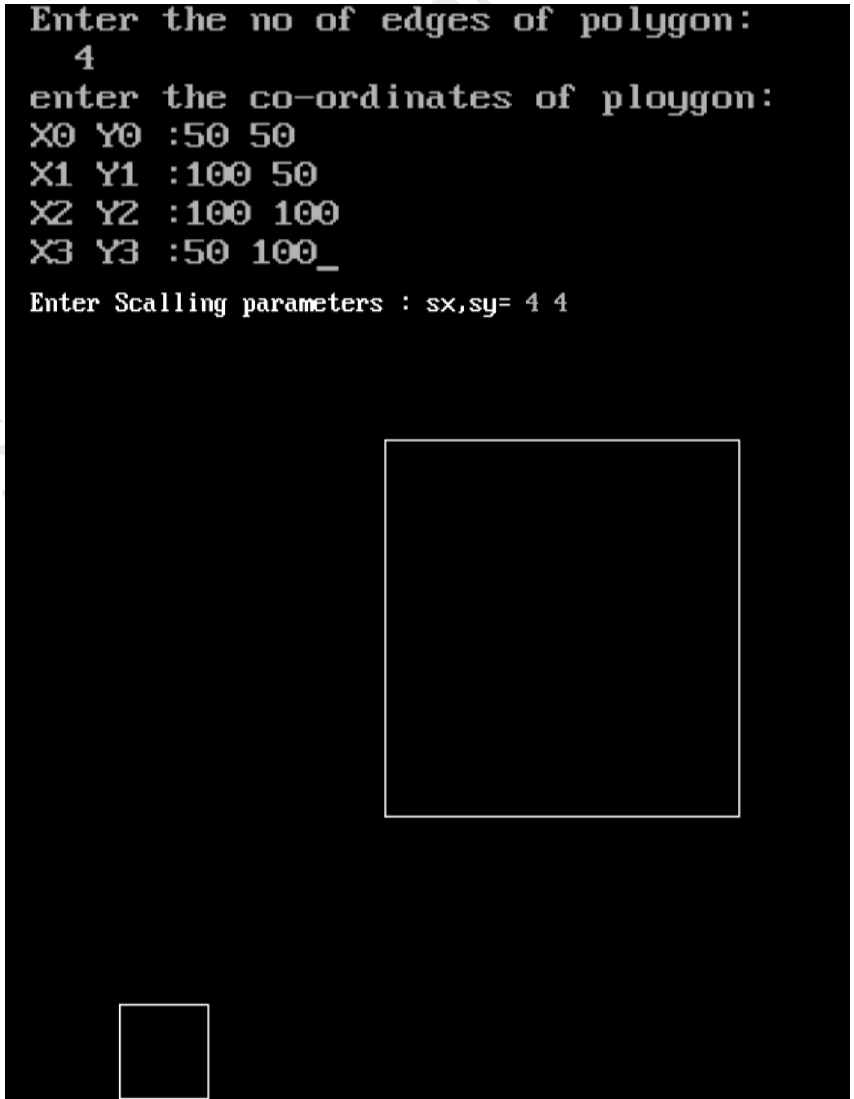 Enter the no of edges of polygon:
4
enter the co-ordinates of ploygon:
X0 Y0 :50 50
X1 Y1 :100 50
X2 Y2 :100 100
X3 Y3 :50 100_
Enter Scalling parameters : sx,sy= 4 4